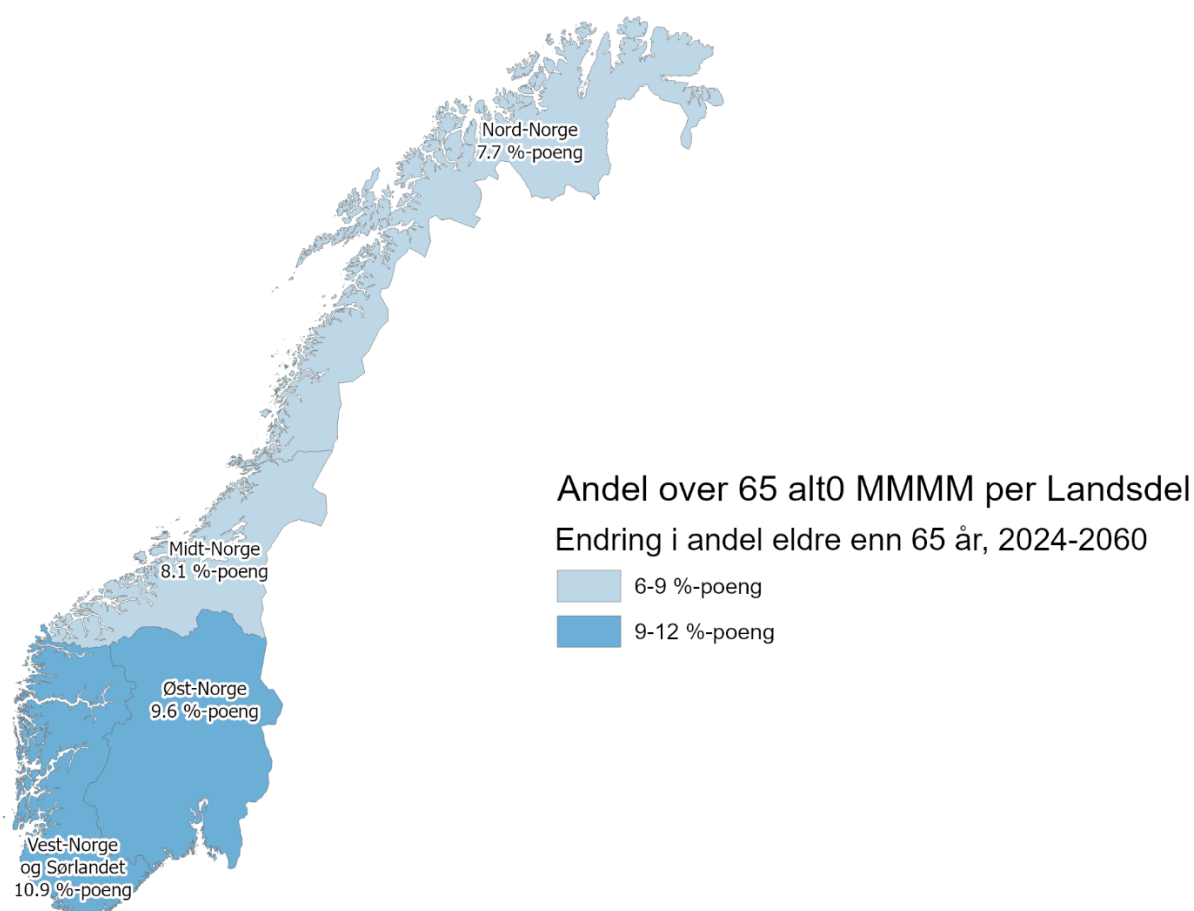 Nord-Norge
7.7 %-poeng
Andel over 65 alt0 MMMM per Landsdel
Endring i andel eldre enn 65 år, 2024-2060
6-9 %-poeng
9-12 %-poeng
Midt-Norge
8.1 %-poeng
Øst-Norge
9.6 %-poeng
Vest-Norge
og Sørlandet
10.9 %-poeng